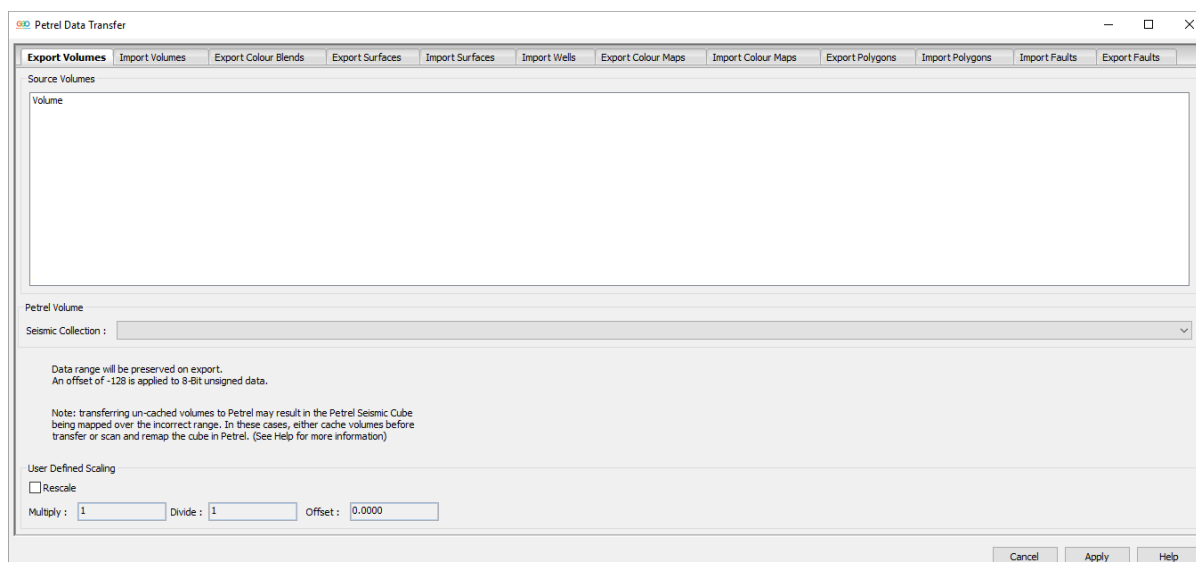 Petrel Data Transfer
Export Volumes Import Volumes Export Colour Blends Export Surfaces Import Surfaces Import Wells Export Colour Maps Import Colour Maps Export Polygons Import Polygons Import Faults Export Faults
Source Volumes
Volume
Petrel Volume
Seismic Collection :
Data range will be preserved on export.
An offset of -128 is applied to 8-Bit unsigned data.
Note: transferring un-cached volumes to Petrel may result in the Petrel Seismic Cube
being mapped over the incorrect range. In these cases, either cache volumes before
transfer or scan and remap the cube in Petrel. (See Help for more information)
User Defined Scaling
Rescale
Multiply : 1 Divide : 1 Offset : 0.0000
Cancel Apply Help